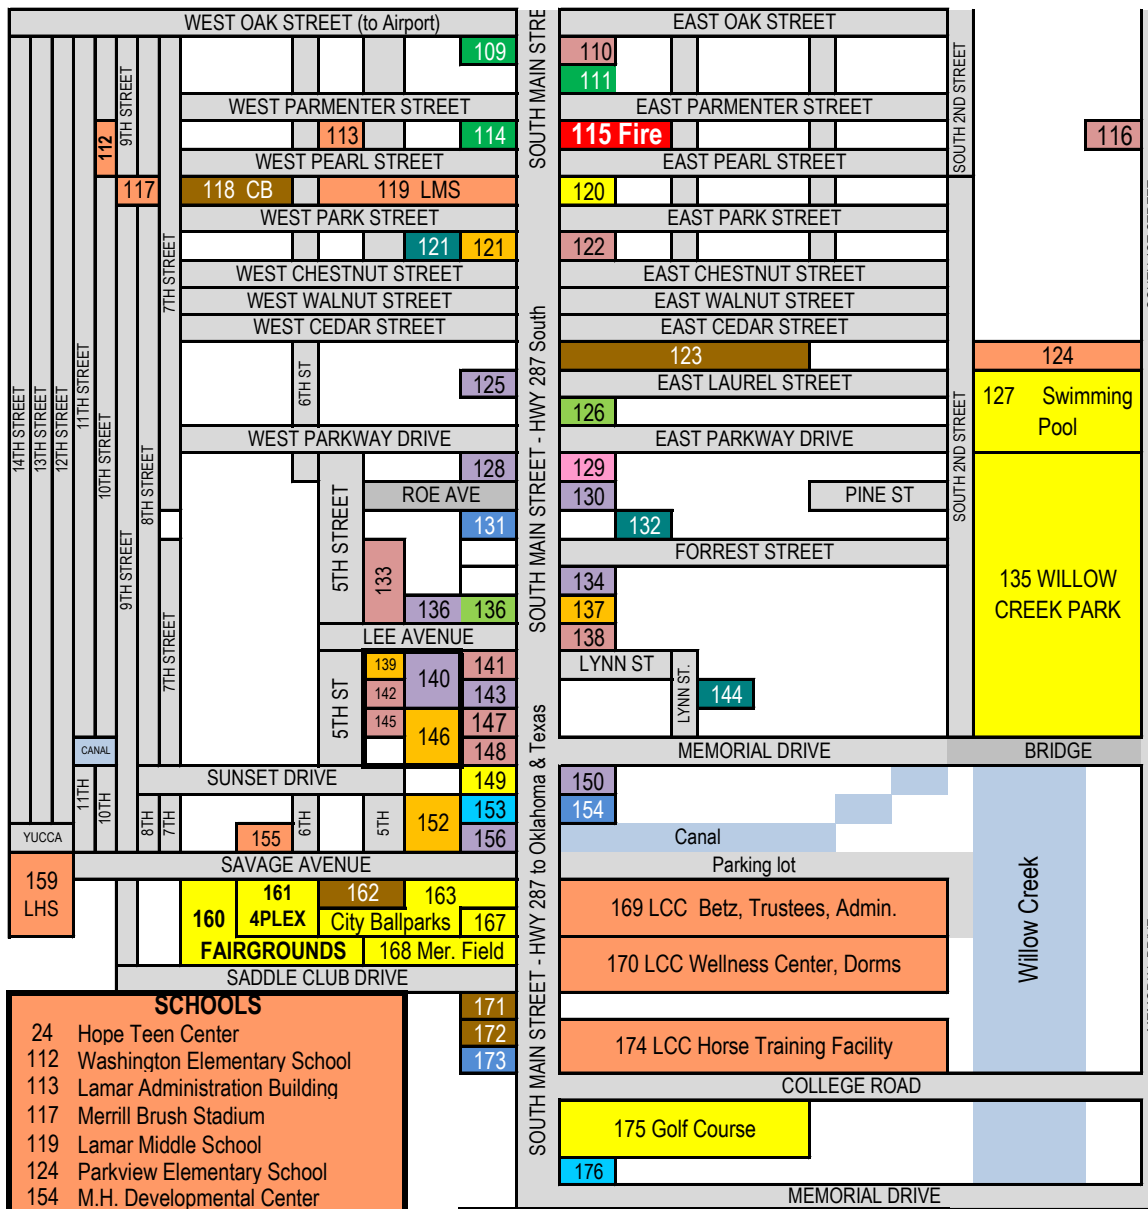 WEST OAK STREET (to Airport)
EAST OAK STREET
SOUTH MAIN STRE
109
110
111
9TH STREET
SOUTH 2ND STREET
WEST PARMENTER STREET
EAST PARMENTER STREET
112
113
114
115 Fire
116
WEST PEARL STREET
EAST PEARL STREET
117
118 CB
119 LMS
120
WEST PARK STREET
EAST PARK STREET
7TH STREET
121
121
122
WEST CHESTNUT STREET
EAST CHESTNUT STREET
WEST WALNUT STREET
EAST WALNUT STREET
WEST CEDAR STREET
EAST CEDAR STREET
SOUTH MAIN STREET - HWY 287 South
123
124
6TH ST
125
EAST LAUREL STREET
127 Swimming
Pool
126
14TH STREET
13TH STREET
12TH STREET
11TH STREET
10TH STREET
9TH STREET
8TH STREET
WEST PARKWAY DRIVE
EAST PARKWAY DRIVE
SOUTH 2ND STREET
128
129
5TH STREET
ROE AVE
130
PINE ST
131
132
FORREST STREET
133
134
135 WILLOW
CREEK PARK
136
136
137
7TH STREET
LEE AVENUE
138
5TH ST
139
140
141
LYNN ST
LYNN ST.
142
143
144
145
146
147
148
CANAL
MEMORIAL DRIVE
BRIDGE
SUNSET DRIVE
149
150
11TH
10TH
8TH
7TH
6TH
5TH
152
153
154
YUCCA
155
156
Canal
SAVAGE AVENUE
Parking lot
159
LHS
160
161
4PLEX
162
163
City Ballparks
167
FAIRGROUNDS
168 Mer. Field
169 LCC Betz, Trustees, Admin.
170 LCC Wellness Center, Dorms
Willow Creek
SADDLE CLUB DRIVE
SOUTH MAIN STREET - HWY 287 to Oklahoma & Texas
171
172
173
174 LCC Horse Training Facility
COLLEGE ROAD
175 Golf Course
176
MEMORIAL DRIVE
SCHOOLS
24 Hope Teen Center
112 Washington Elementary School
113 Lamar Administration Building
117 Merrill Brush Stadium
119 Lamar Middle School
124 Parkview Elementary School
154 M.H. Developmental Center